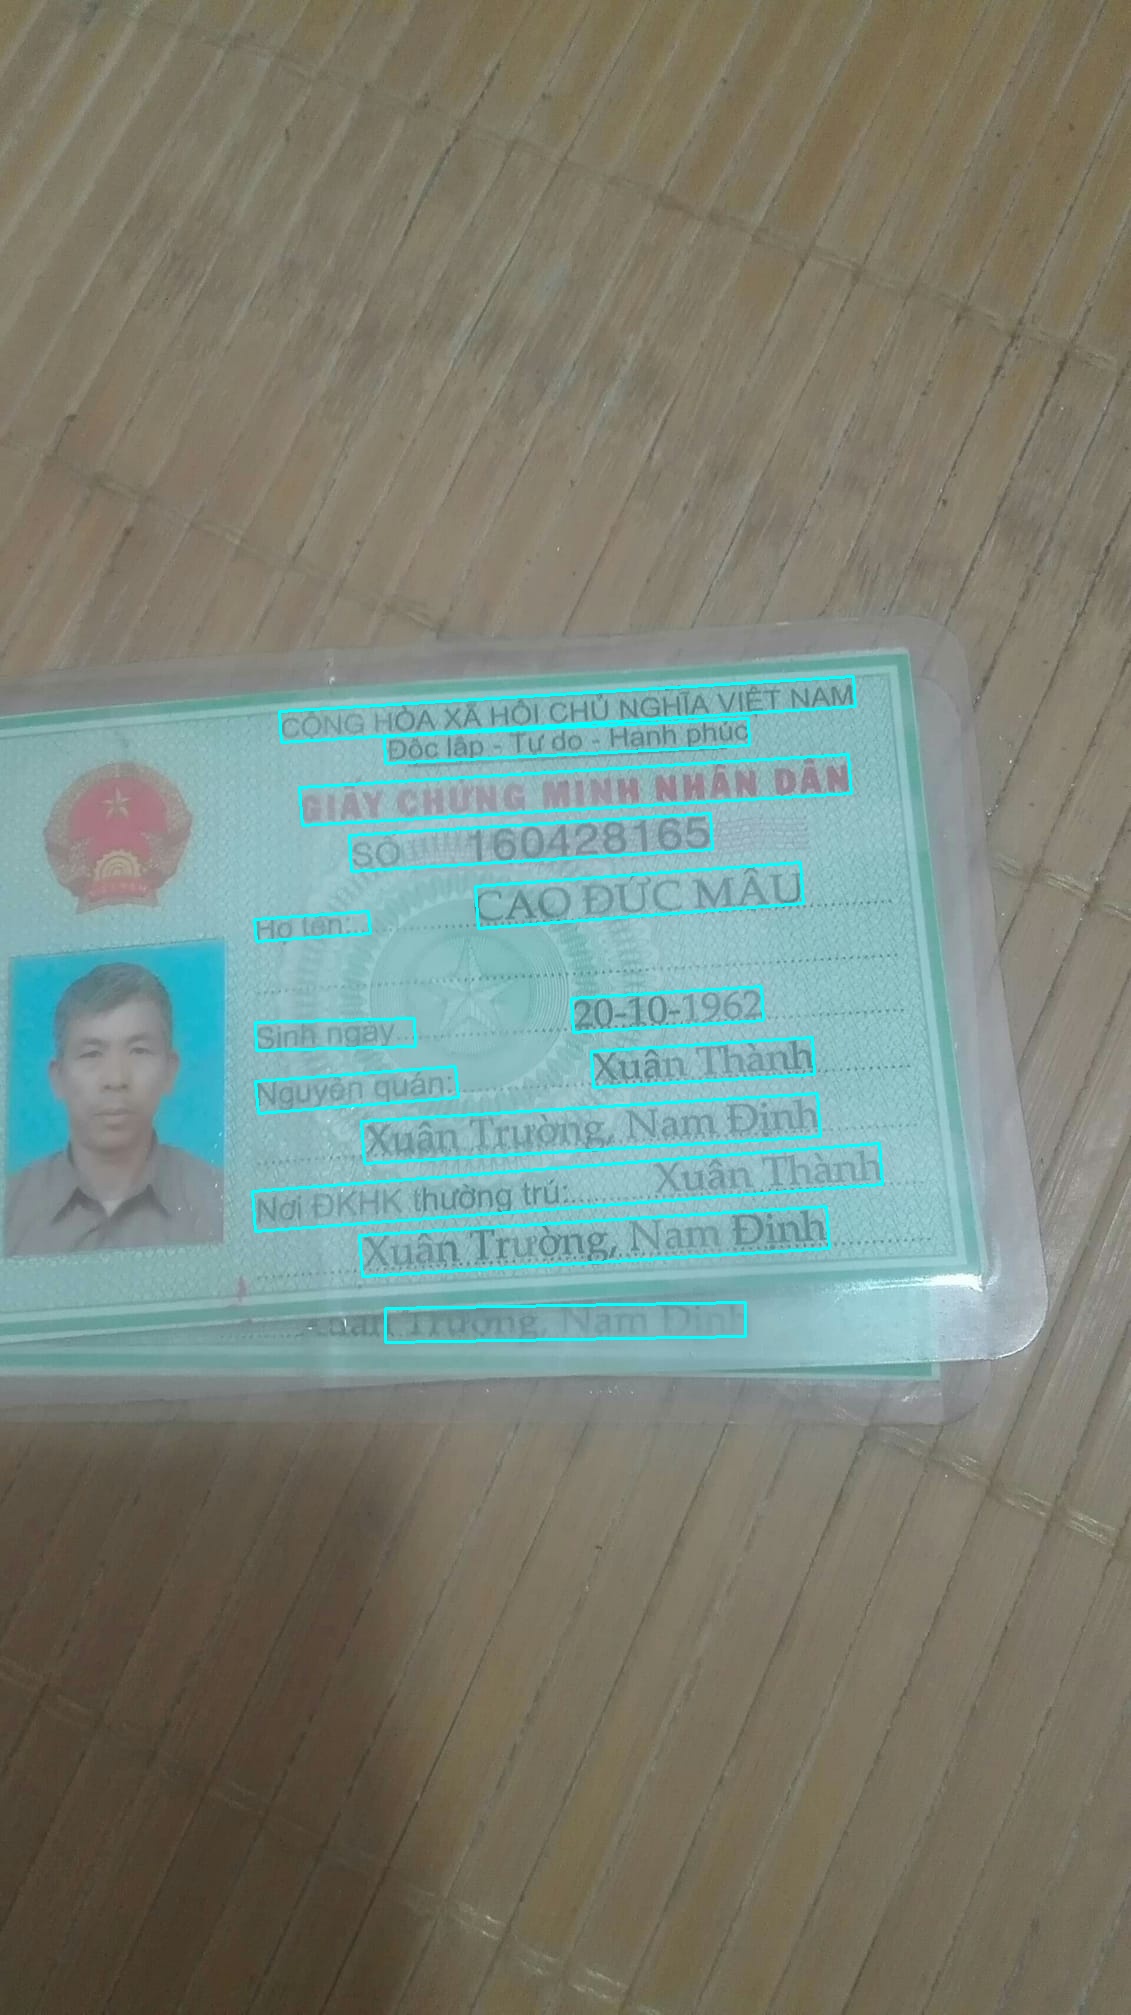 CỘNG HÒA XÃ HỘI CHỦ NGHĨA VIỆT NAM
Độc lập - Tự do - Hạnh phúc
GIẤY CHỨNG MINH NHÂN DÂN
SỐ 160428165
Họ tên: CAO ĐỨC MẬU
Sinh ngày 20-10-1962
Nguyên quán: Xuân Thành
Xuân Trường, Nam Định
Nơi ĐKHK thường trú: Xuân Thành
Xuân Trường, Nam Định
Xuân Trường, Nam Định